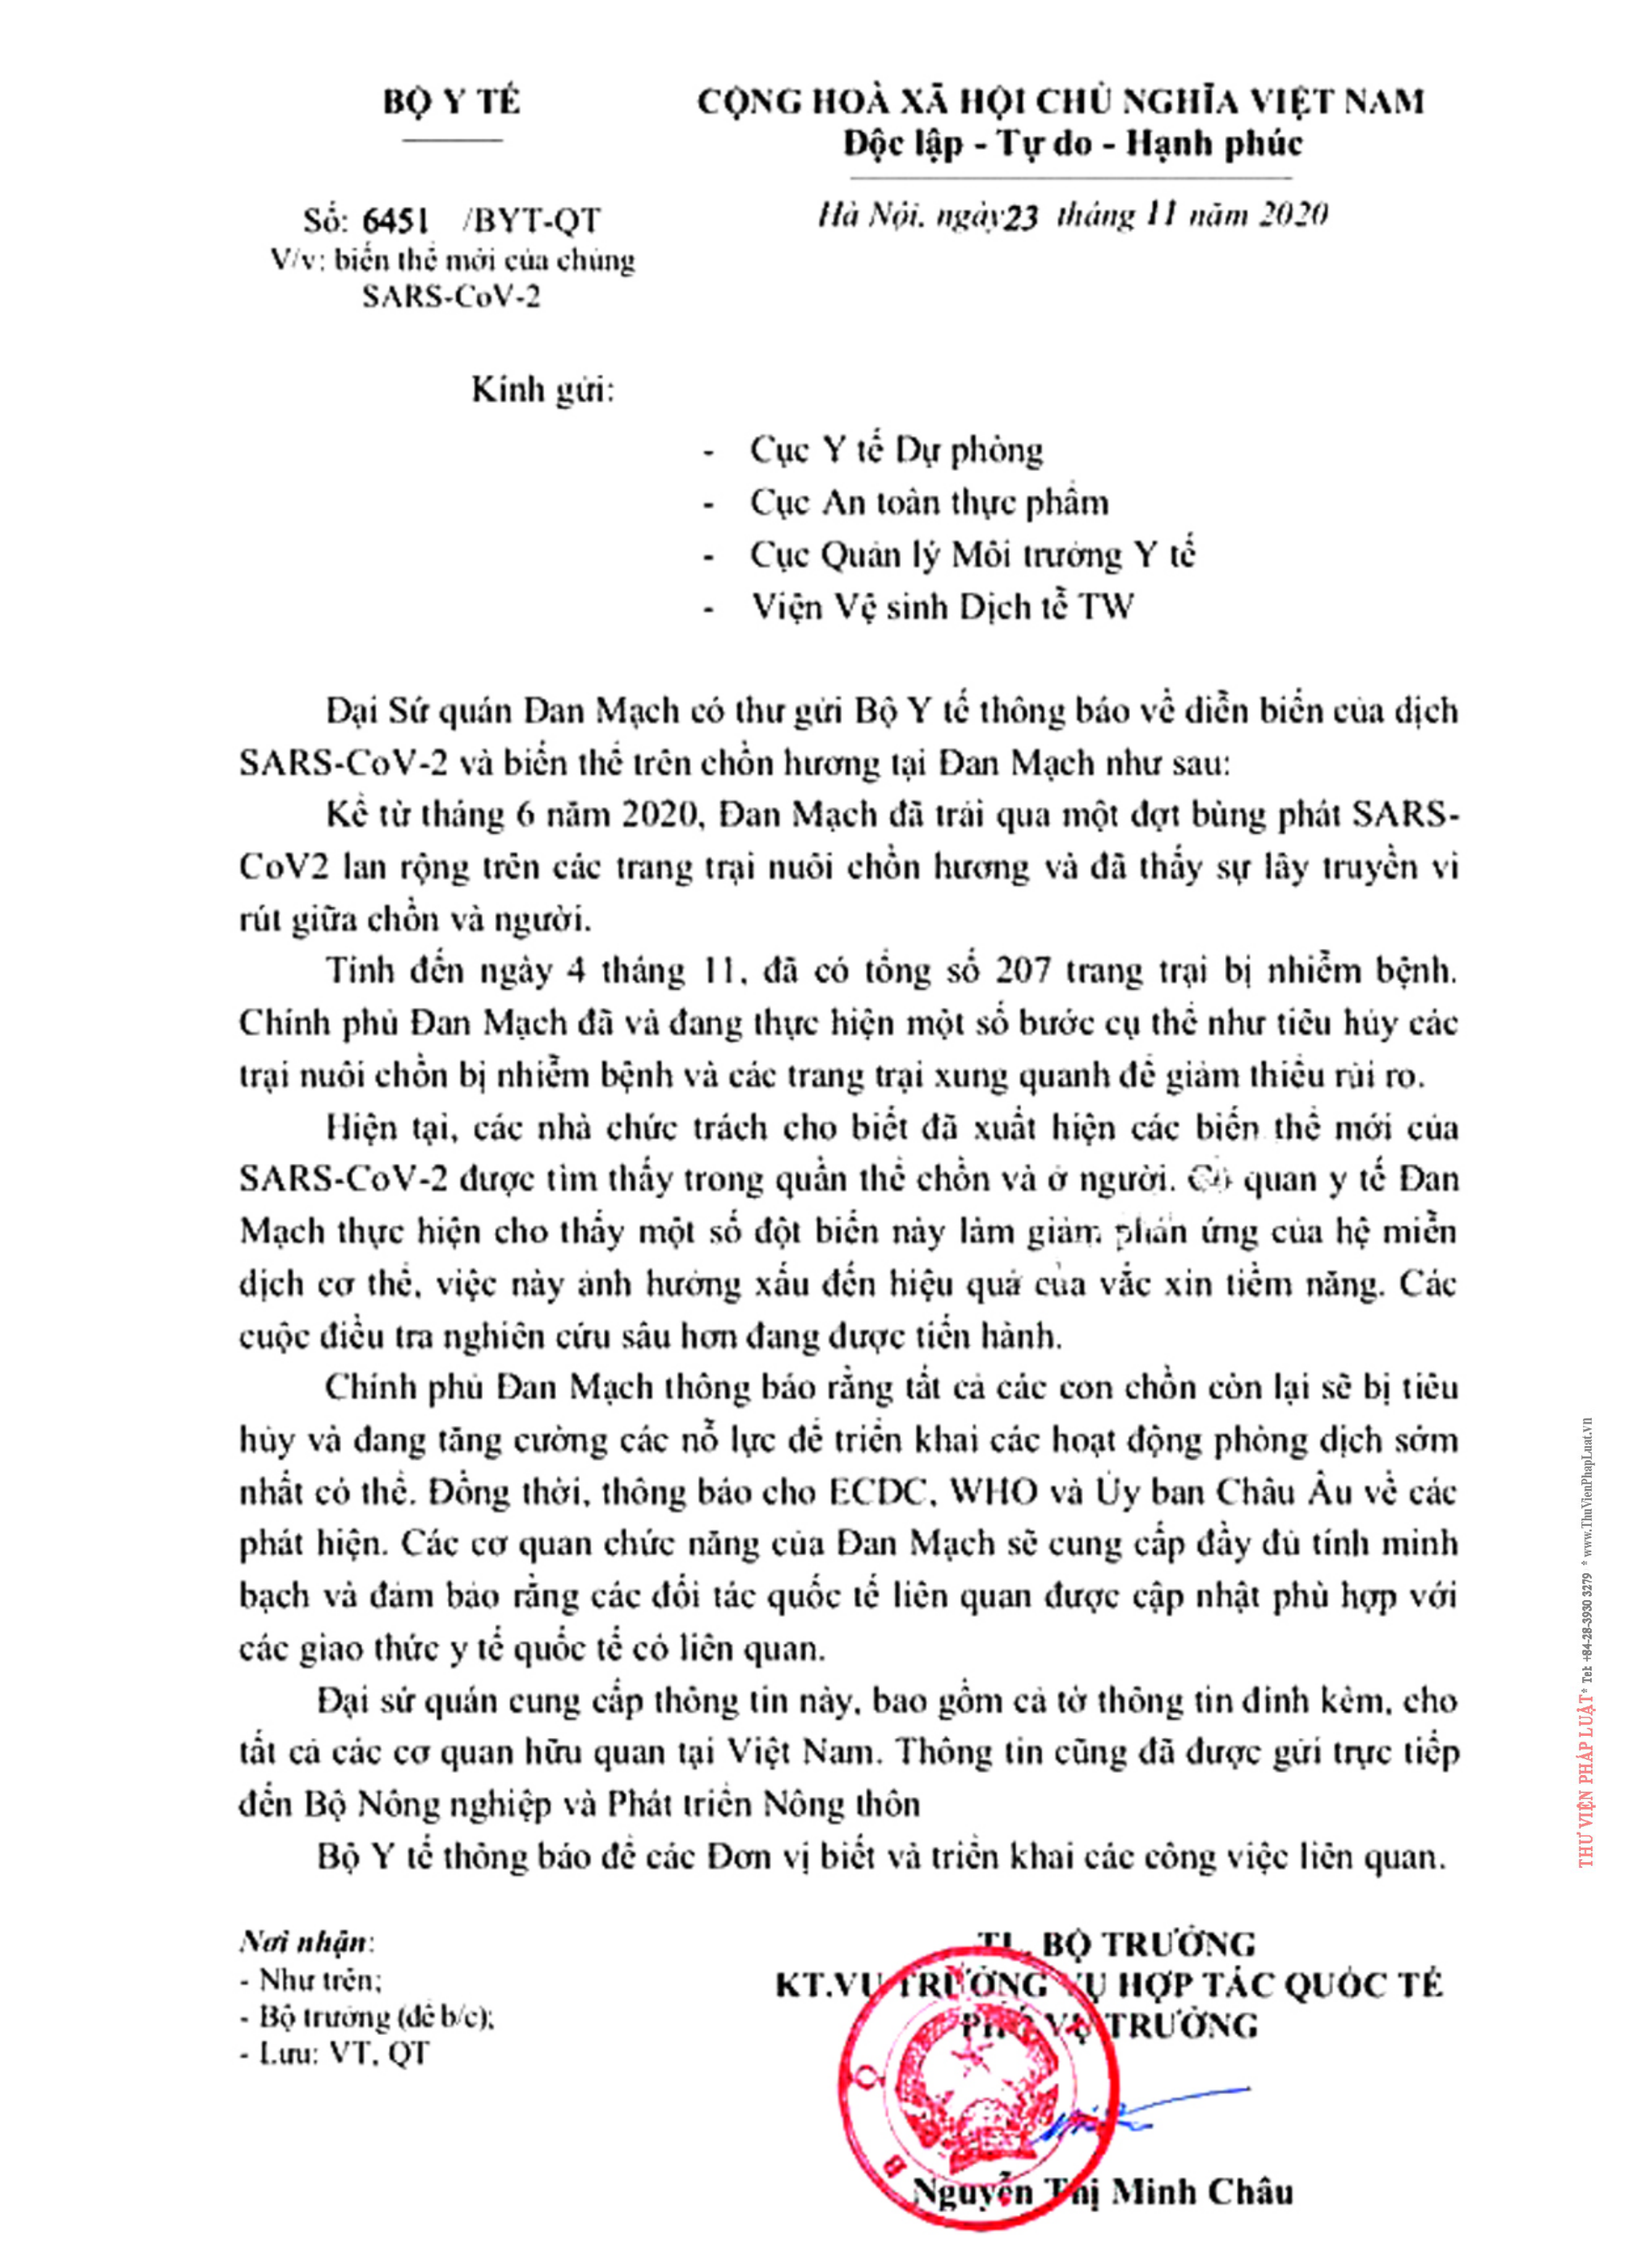 BỘ Y TẾ
CỘNG HOÀ XÃ HỘI CHỦ NGHĨA VIỆT NAM
Độc lập - Tự do - Hạnh phúc
Số: 6451 /BYT-QT
V/v: biến thể mới của chủng
SARS-CoV-2
Hà Nội, ngày 23 tháng 11 năm 2020
Kính gửi:
- Cục Y tế Dự phòng
- Cục An toàn thực phẩm
- Cục Quản lý Môi trường Y tế
- Viện Vệ sinh Dịch tễ TW
Đại Sứ quán Đan Mạch có thư gửi Bộ Y tế thông báo về diễn biến của dịch
SARS-CoV-2 và biến thể trên chồn hương tại Đan Mạch như sau:
Kể từ tháng 6 năm 2020, Đan Mạch đã trải qua một đợt bùng phát SARS-
CoV2 lan rộng trên các trang trại nuôi chồn hương và đã thấy sự lây truyền vi
rút giữa chồn và người.
Tính đến ngày 4 tháng 11, đã có tổng số 207 trang trại bị nhiễm bệnh.
Chính phủ Đan Mạch đã và đang thực hiện một số bước cụ thể như tiêu hủy các
trại nuôi chồn bị nhiễm bệnh và các trang trại xung quanh để giảm thiểu rủi ro.
Hiện tại, các nhà chức trách cho biết đã xuất hiện các biến thể mới của
SARS-CoV-2 được tìm thấy trong quần thể chồn và ở người. quan y tế Đan
Mạch thực hiện cho thấy một số đột biến này làm giảm phản ứng của hệ miễn
dịch cơ thể, việc này ảnh hưởng xấu đến hiệu quả của vắc xin tiềm năng. Các
cuộc điều tra nghiên cứu sâu hơn đang được tiến hành.
Chính phủ Đan Mạch thông báo rằng tất cả các con chồn còn lại sẽ bị tiêu
hủy và đang tăng cường các nỗ lực để triển khai các hoạt động phòng dịch sớm
nhất có thể. Đồng thời, thông báo cho ECDC, WHO và Ủy ban Châu Âu về các
phát hiện. Các cơ quan chức năng của Đan Mạch sẽ cung cấp đầy đủ tính minh
bạch và đảm bảo rằng các đối tác quốc tế liên quan được cập nhật phù hợp với
các giao thức y tế quốc tế có liên quan.
Đại sứ quán cung cấp thông tin này, bao gồm cả tờ thông tin đính kèm, cho
tất cả các cơ quan hữu quan tại Việt Nam. Thông tin cũng đã được gửi trực tiếp
đến Bộ Nông nghiệp và Phát triển Nông thôn
Bộ Y tế thông báo để các Đơn vị biết và triển khai các công việc liên quan.
Nơi nhận:
- Như trên;
- Bộ trưởng (để b/c);
- Lưu: VT, QT
TL. BỘ TRƯỞNG
KT.VỤ TRƯỞNG VỤ HỢP TÁC QUỐC TẾ
PHÓ VỤ TRƯỞNG
Nguyễn Thị Minh Châu
THƯ VIỆN PHÁP LUẬT * Tel: +84-28-3930 3279 * www.ThuVienPhapLuat.vn